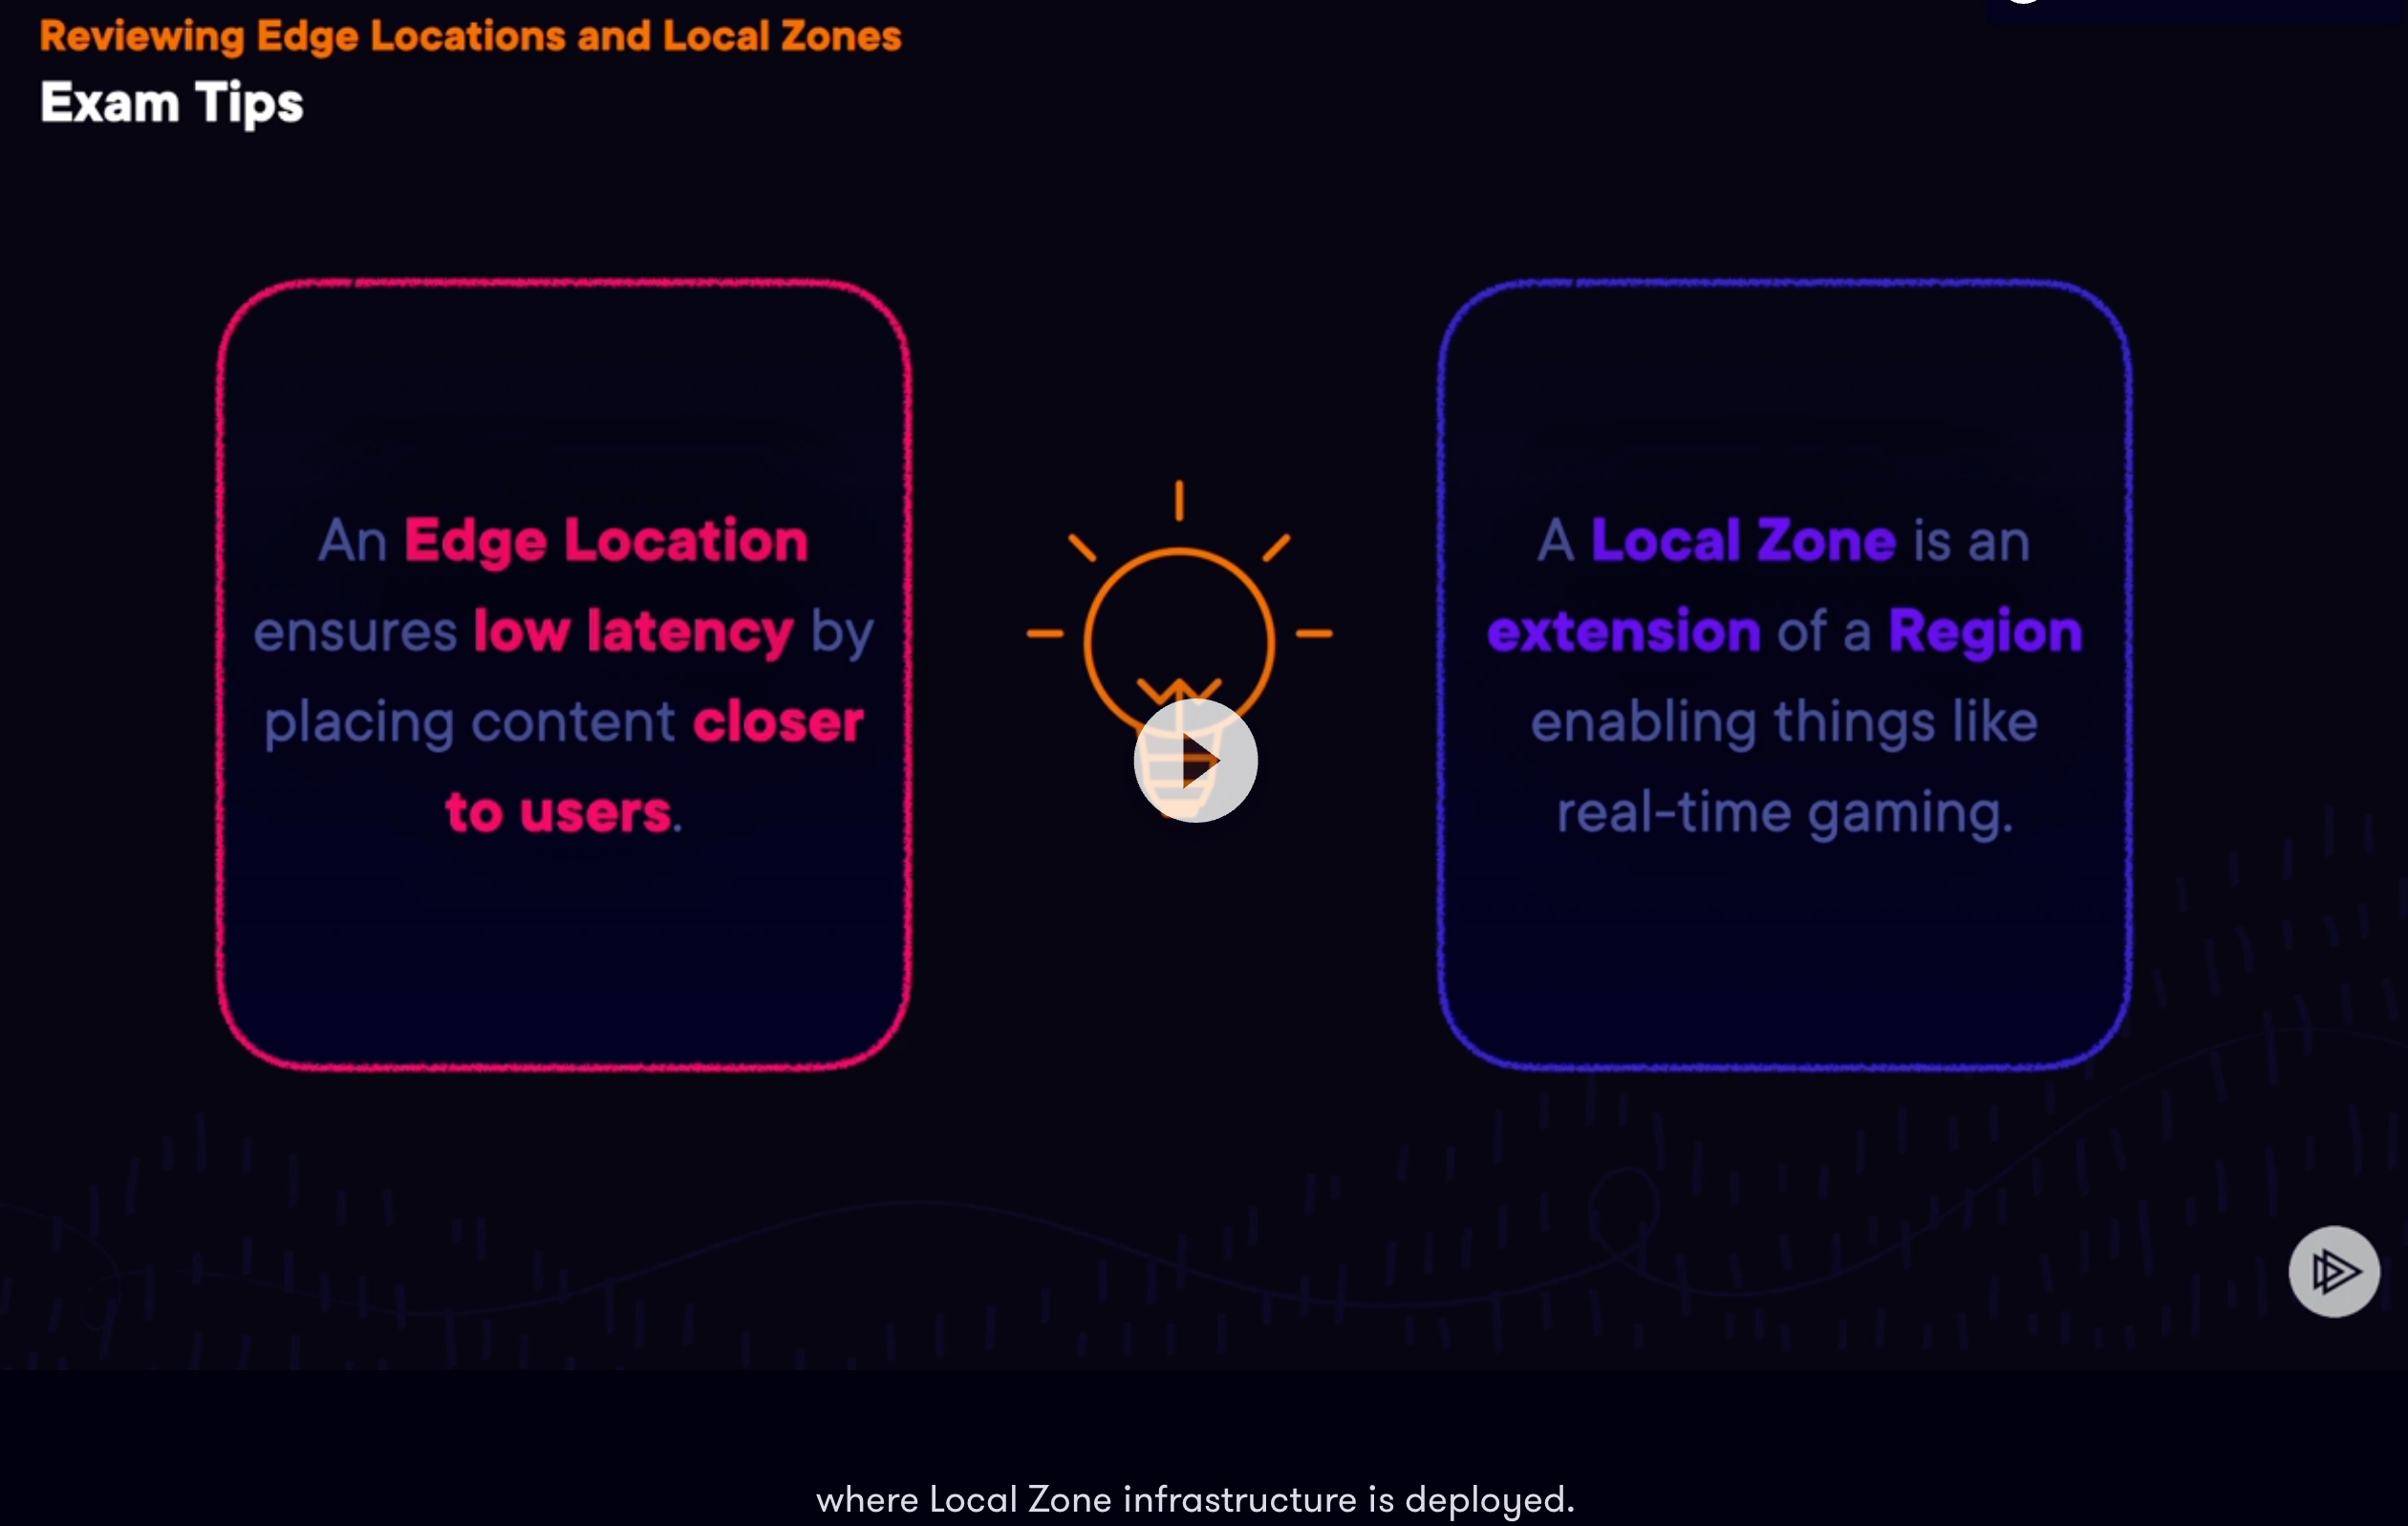 Reviewing Edge Locations and Local Zones
Exam Tips
An Edge Location
ensures low latency by
placing content closer
to users.
A Local Zone is an
extension of a Region
enabling things like
real-time gaming.
where Local Zone infrastructure is deployed.